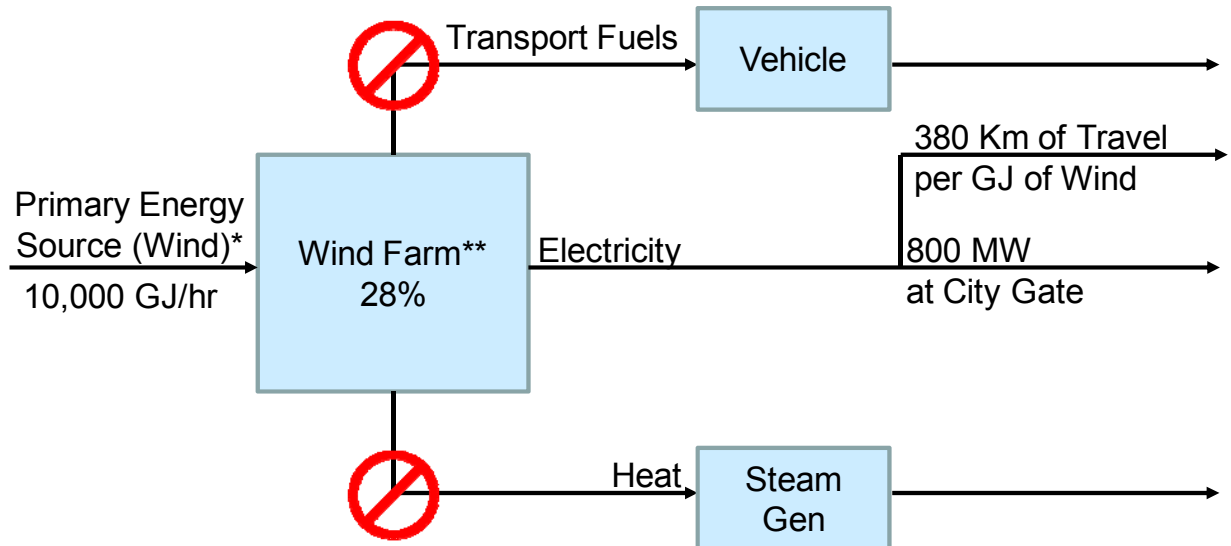 Transport Fuels
Vehicle
380 Km of Travel
per GJ of Wind
Primary Energy
Source (Wind)*
10,000 GJ/hr
Wind Farm**
28%
Electricity
800 MW
at City Gate
Heat
Steam
Gen